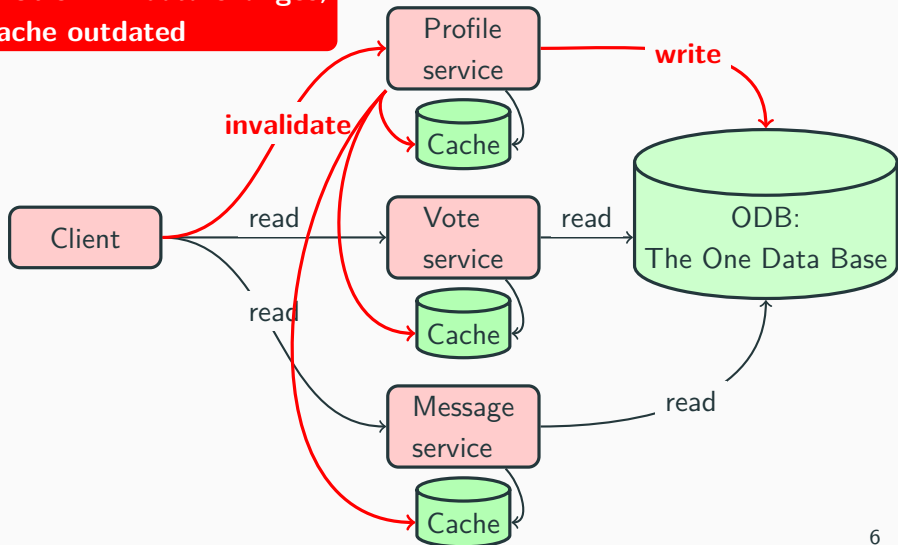 ache outdated
Profile
service
write
invalidate
Cache
Client
read
Vote
service
read
ODB:
The One Data Base
Cache
read
Message
service
read
Cache
6